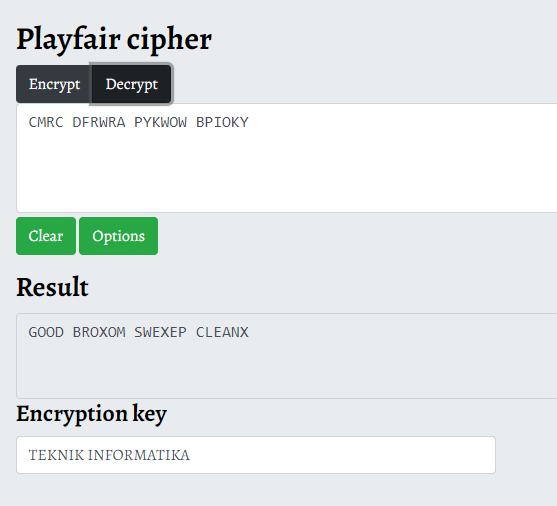 Playfair cipher
Encrypt Decrypt
CMRC DFRWRA PYKWOW BPIOKY
Clear Options
Result
GOOD BROXOM SWEXEP CLEANX
Encryption key
TEKNIK INFORMATIKA